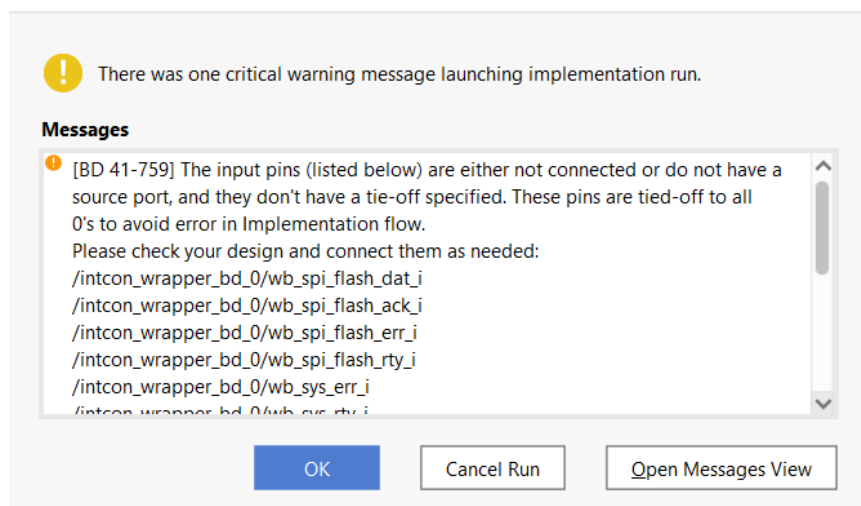 There was one critical warning message launching implementation run.
Messages
[BD 41-759] The input pins (listed below) are either not connected or do not have a
source port, and they don't have a tie-off specified. These pins are tied-off to all
0's to avoid error in Implementation flow.
Please check your design and connect them as needed:
/intcon_wrapper_bd_0/wb_spi_flash_dat_i
/intcon_wrapper_bd_0/wb_spi_flash_ack_i
/intcon_wrapper_bd_0/wb_spi_flash_err_i
/intcon_wrapper_bd_0/wb_spi_flash_rty_i
/intcon_wrapper_bd_0/wb_sys_err_i
/intcon_wrapper_bd_0/wb_sys_rty_i
OK
Cancel Run
Open Messages View